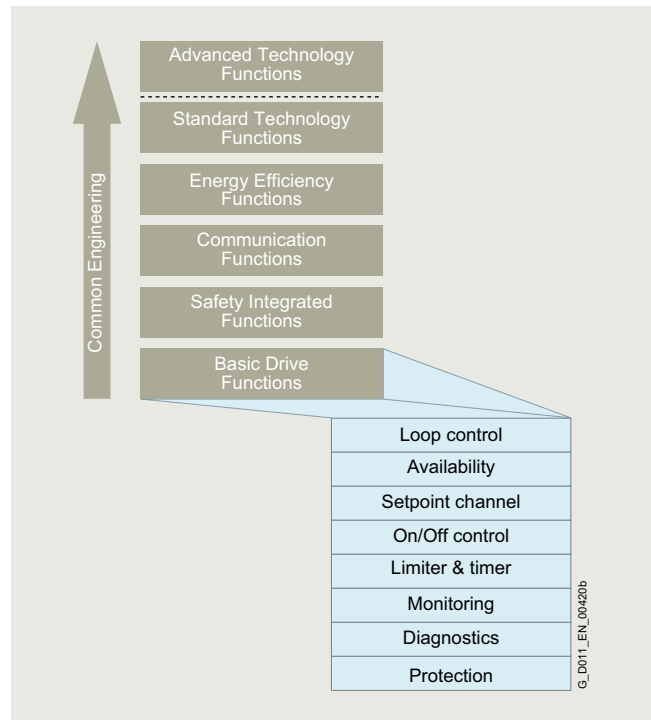 Advanced Technology
Functions
Standard Technology
Functions
Energy Efficiency
Functions
Communication
Functions
Safety Integrated
Functions
Basic Drive
Functions
Common Engineering
Loop control
Availability
Setpoint channel
On/Off control
Limiter & timer
Monitoring
Diagnostics
Protection
G_D011_EN_00420b